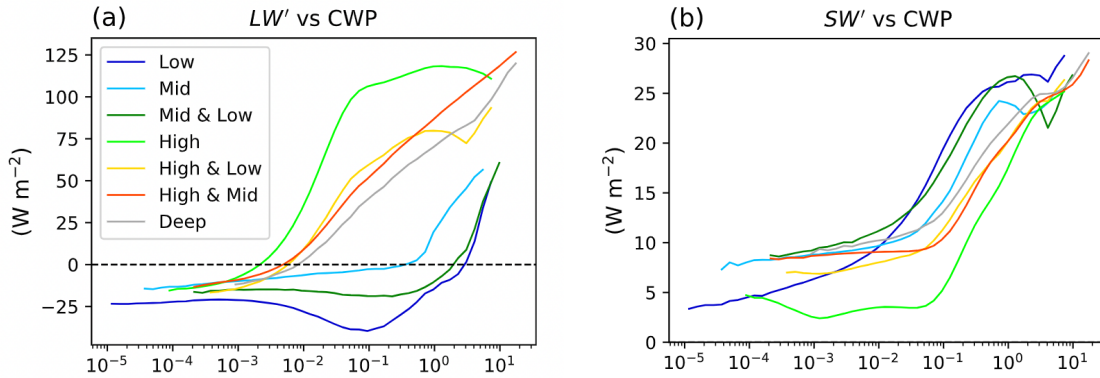 (a) LW′ vs CWP
(W m⁻²)
125
100
75
50
25
0
−25
Low
Mid
Mid & Low
High
High & Low
High & Mid
Deep
10⁻⁵ 10⁻⁴ 10⁻³ 10⁻² 10⁻¹ 10⁰ 10¹
(b) SW′ vs CWP
(W m⁻²)
30
25
20
15
10
5
0
10⁻⁵ 10⁻⁴ 10⁻³ 10⁻² 10⁻¹ 10⁰ 10¹